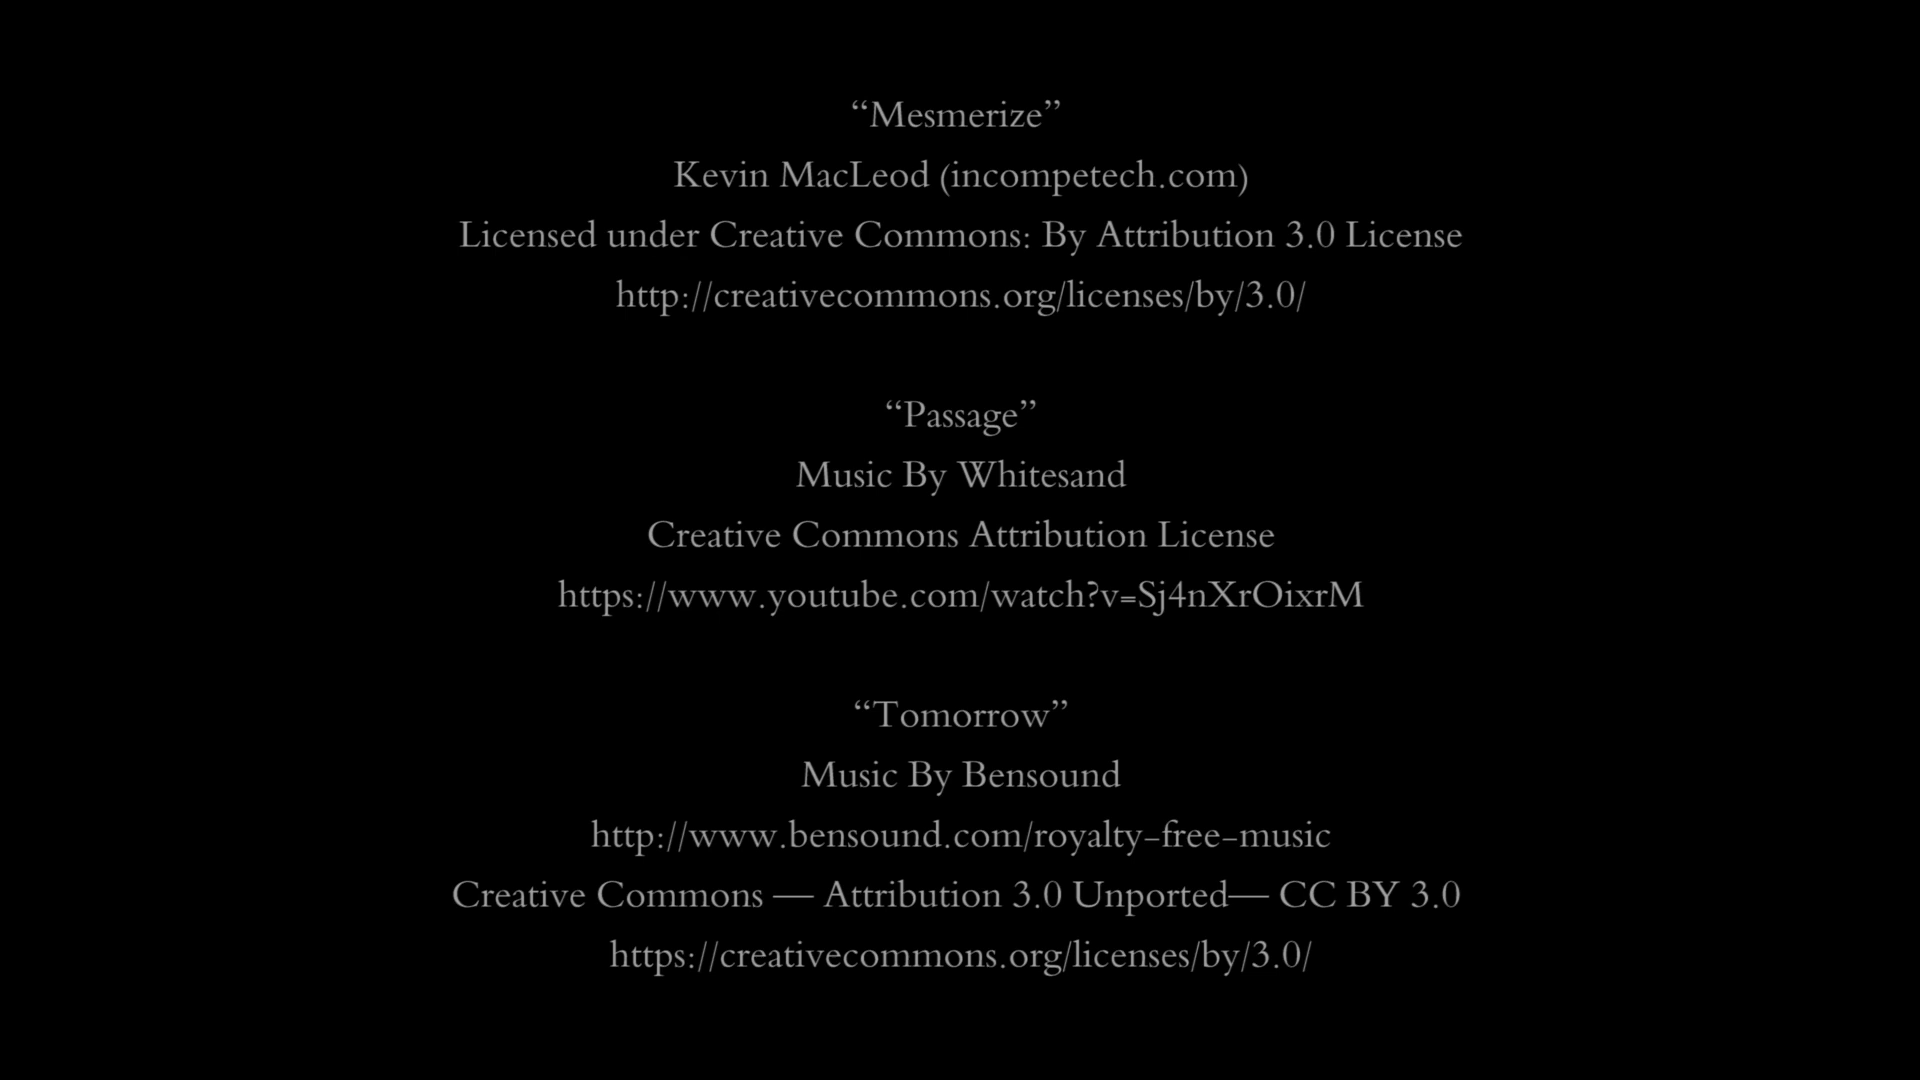 “Mesmerize”
Kevin MacLeod (incompetech.com)
Licensed under Creative Commons: By Attribution 3.0 License
http://creativecommons.org/licenses/by/3.0/
“Passage”
Music By Whitesand
Creative Commons Attribution License
https://www.youtube.com/watch?v=Sj4nXrOixrM
“Tomorrow”
Music By Bensound
http://www.bensound.com/royalty-free-music
Creative Commons — Attribution 3.0 Unported— CC BY 3.0
https://creativecommons.org/licenses/by/3.0/